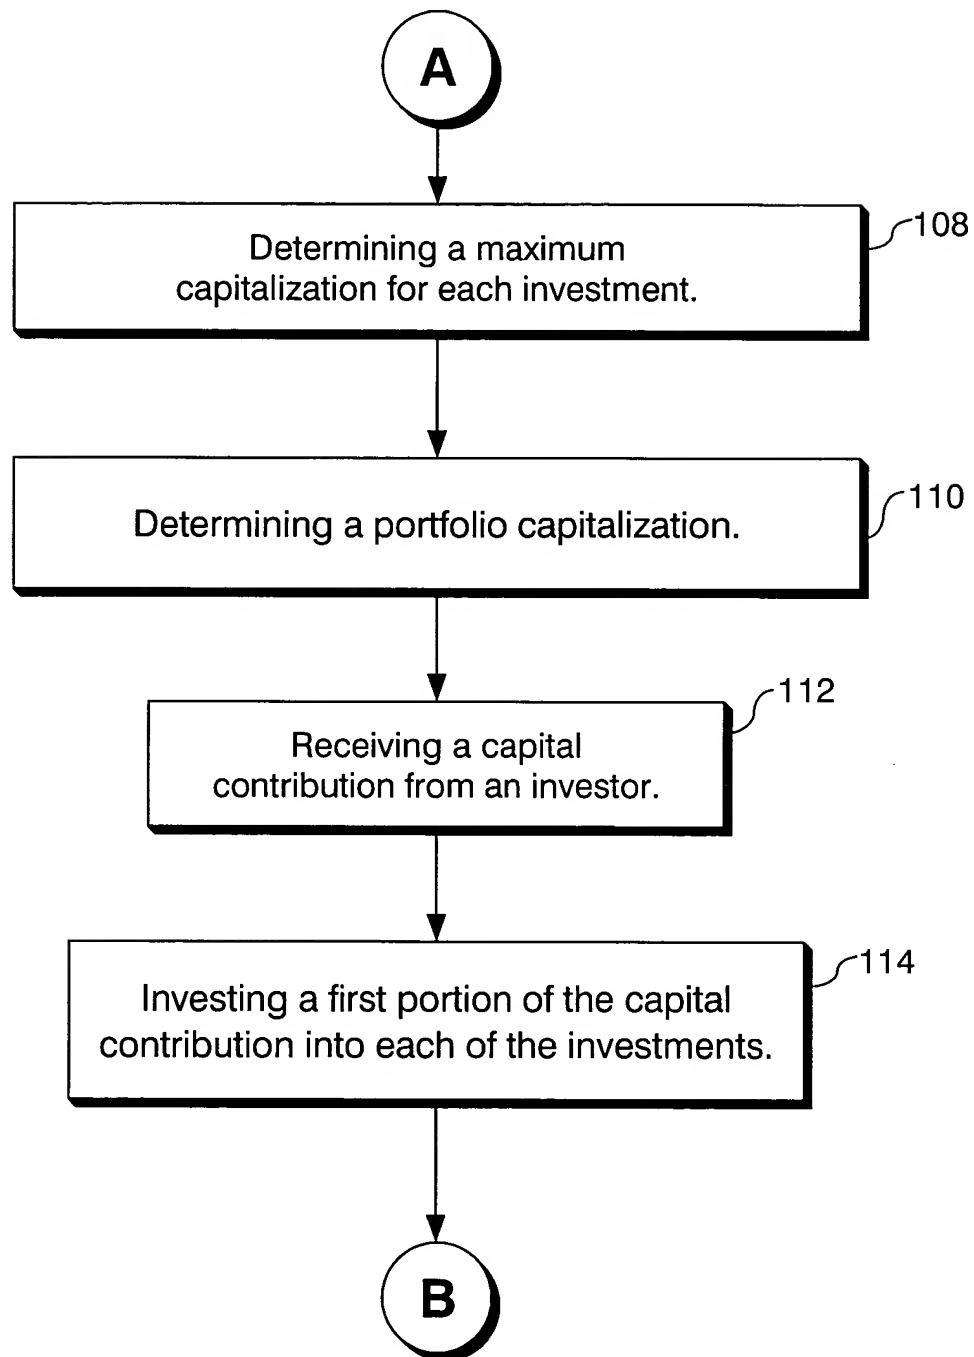 A
Determining a maximum
capitalization for each investment.
108
Determining a portfolio capitalization.
110
Receiving a capital
contribution from an investor.
112
Investing a first portion of the capital
contribution into each of the investments.
114
B